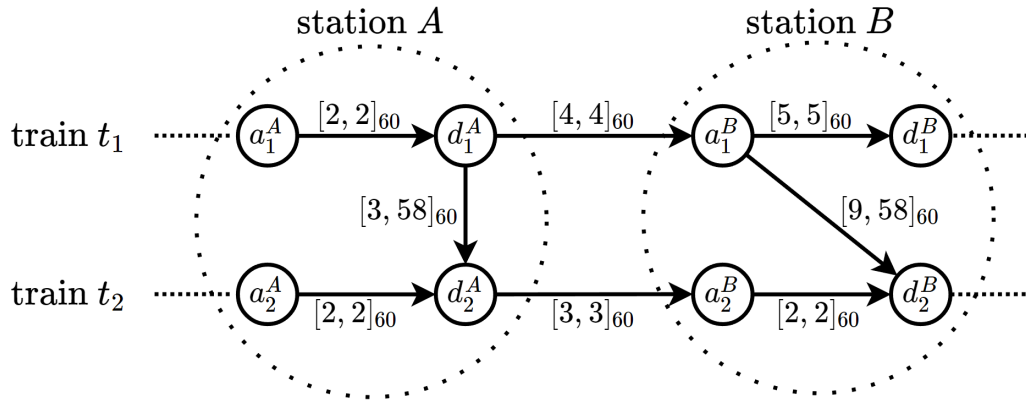 station A station B
train t₁ a₁ᴬ [2, 2]₆₀ d₁ᴬ [4, 4]₆₀ a₁ᴮ [5, 5]₆₀ d₁ᴮ
[3, 58]₆₀ [9, 58]₆₀
train t₂ a₂ᴬ [2, 2]₆₀ d₂ᴬ [3, 3]₆₀ a₂ᴮ [2, 2]₆₀ d₂ᴮ